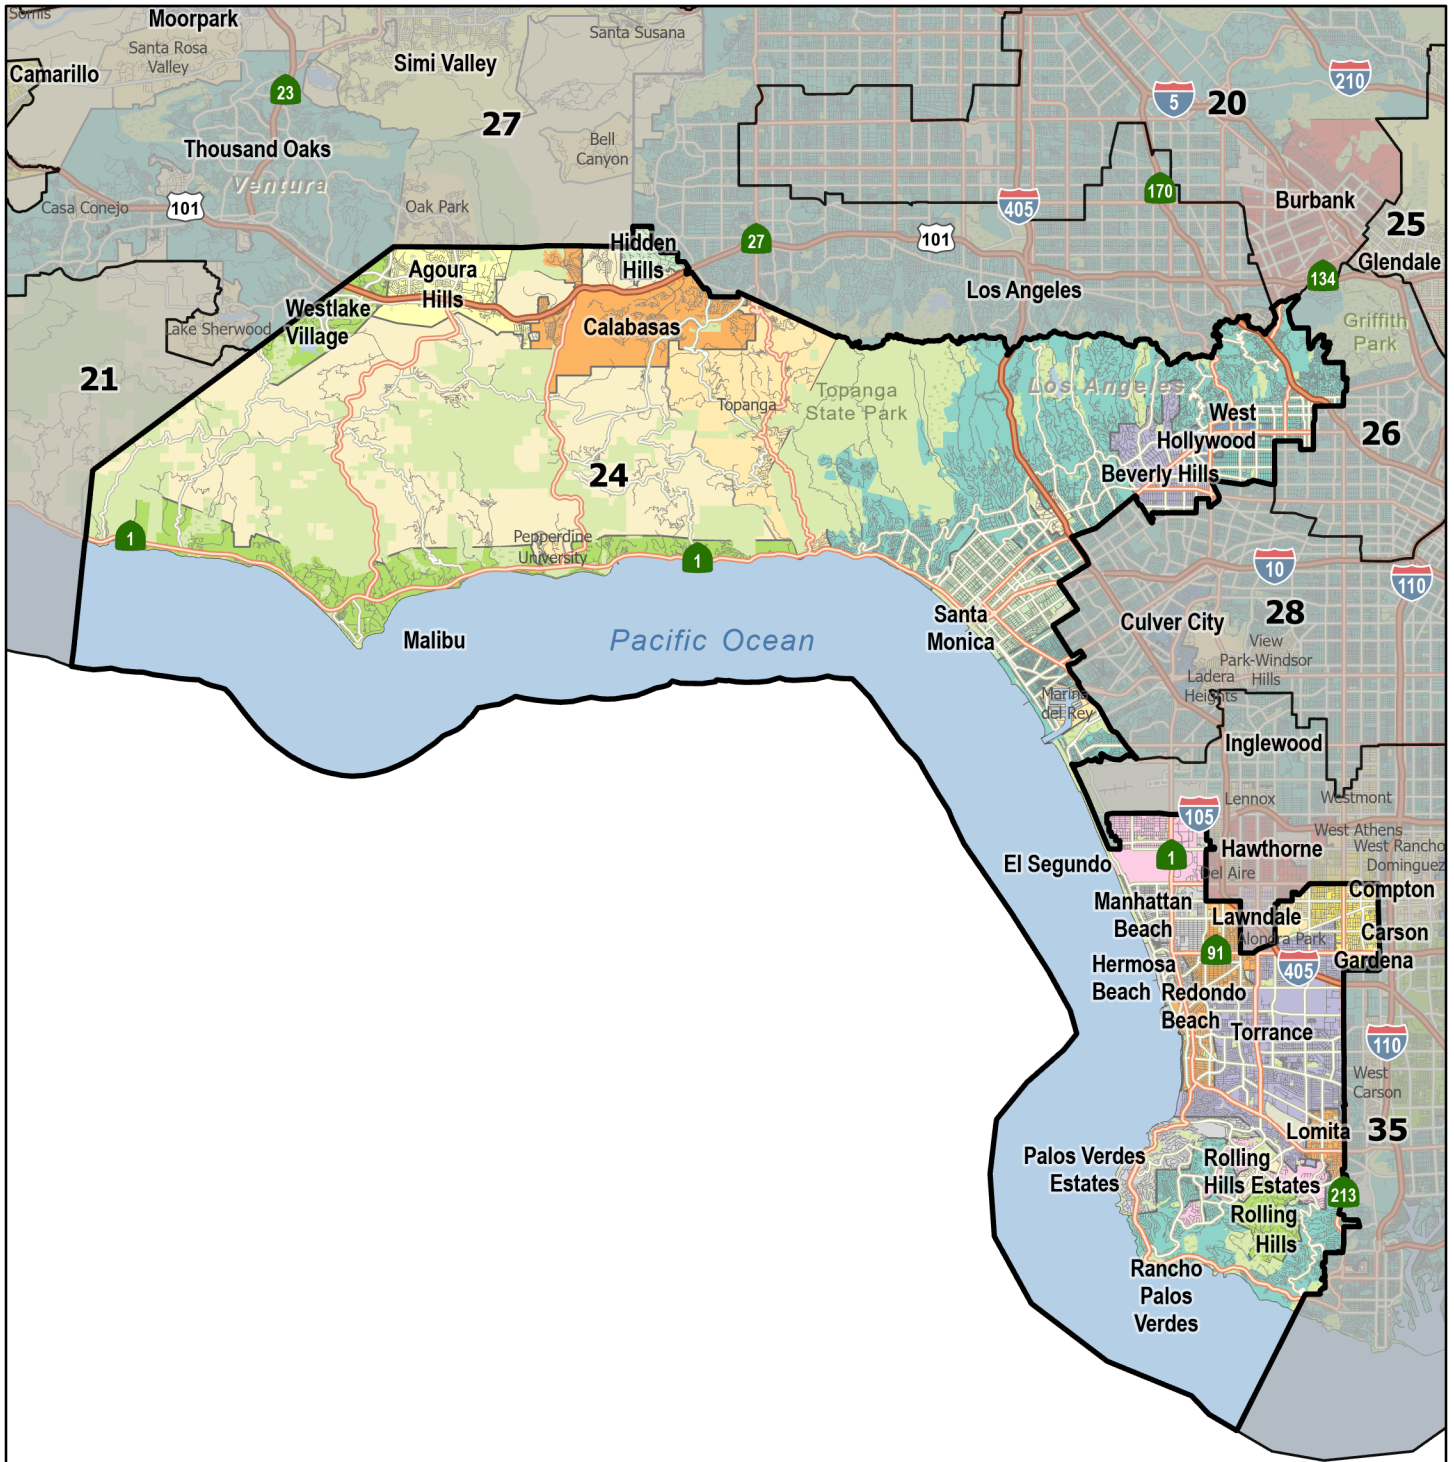 Somis
Moorpark
Santa Rosa
Valley
Santa Susana
Simi Valley
Camarillo
23
27
5
20
210
Thousand Oaks
Ventura
Bell
Canyon
Casa Conejo
101
Oak Park
405
170
Burbank
25
27
101
Hidden
Hills
Glendale
134
Agoura
Hills
Los Angeles
Westlake
Village
Lake Sherwood
Calabasas
Griffith
Park
21
Topanga
Topanga
State Park
Los Angeles
West
Hollywood
26
Beverly Hills
24
1
Pepperdine
University
1
10
110
Santa
Monica
Culver City
28
View
Park-Windsor
Hills
Malibu
Pacific Ocean
Ladera
Heights
Marina
del Rey
Inglewood
Lennox
Westmont
105
West Athens
West Rancho
Dominguez
Hawthorne
El Segundo
1
Del Aire
Compton
Manhattan
Beach
Lawndale
Alondra Park
Carson
Gardena
91
405
Hermosa
Beach
Redondo
Beach
Torrance
110
West
Carson
Lomita
35
Palos Verdes
Estates
Rolling
Hills Estates
213
Rolling
Hills
Rancho
Palos
Verdes